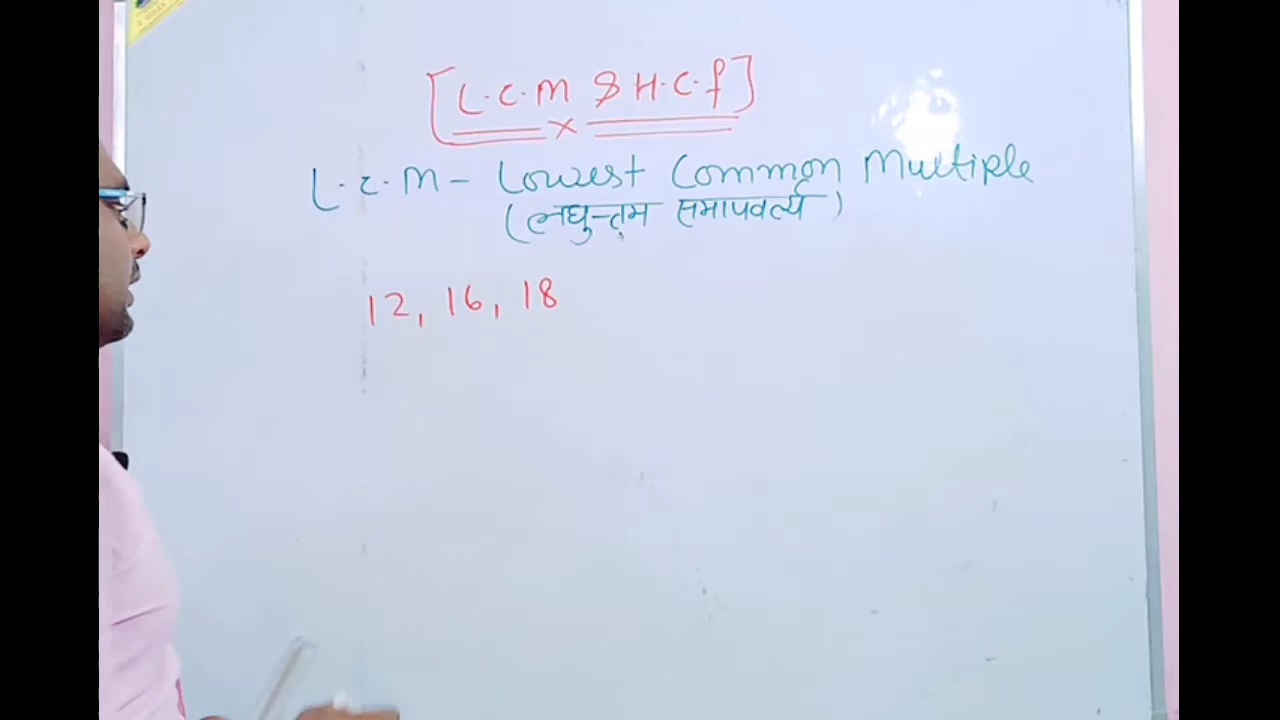 [L.C.M & H.C.f]
L.C.M - Lowest Common Multiple
(लघुत्तम समापवर्त्य)
12, 16, 18